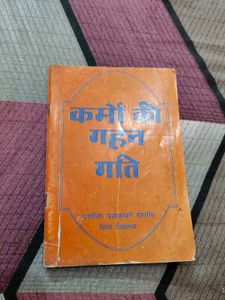 कर्मों की
गहन
गति
प्रजापिता ब्रह्माकुमारी ईश्वरीय
विश्व विद्यालय